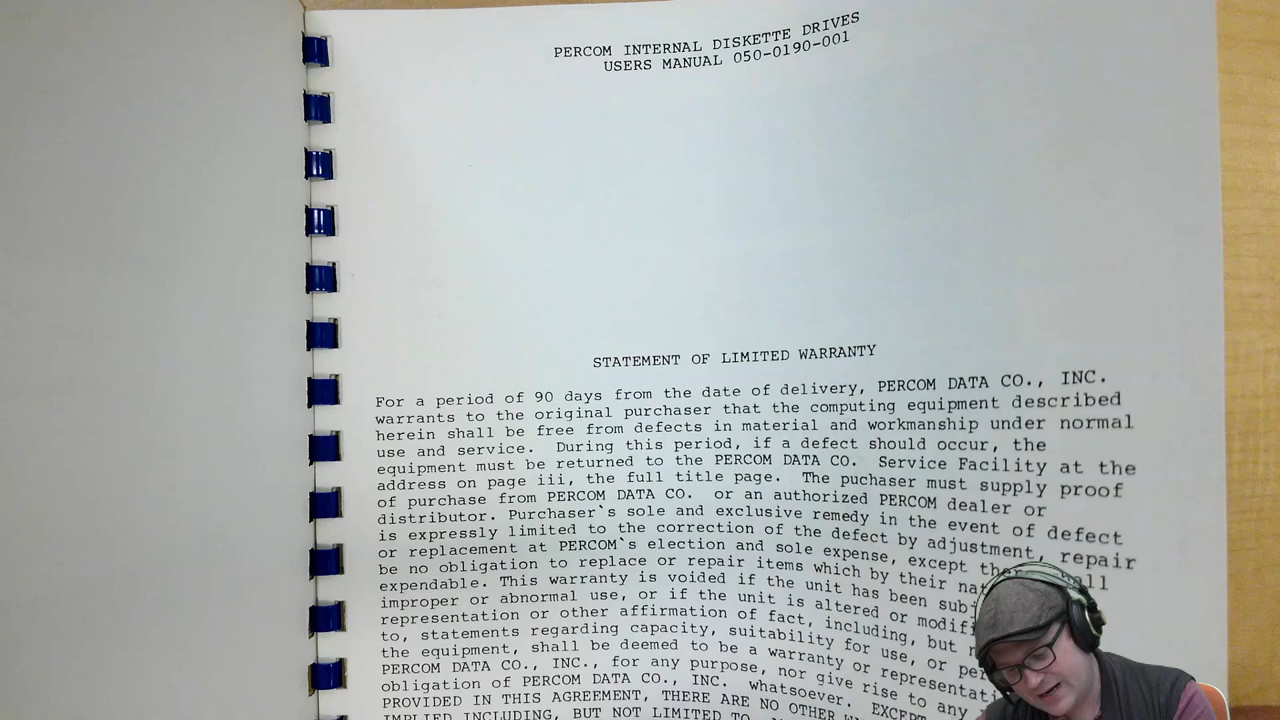 PERCOM INTERNAL DISKETTE DRIVES
USERS MANUAL 050-0190-001
STATEMENT OF LIMITED WARRANTY
For a period of 90 days from the date of delivery, PERCOM DATA CO., INC.
warrants to the original purchaser that the computing equipment described
herein shall be free from defects in material and workmanship under normal
use and service. During this period, if a defect should occur, the
equipment must be returned to the PERCOM DATA CO. Service Facility at the
address on page iii, the full title page. The puchaser must supply proof
of purchase from PERCOM DATA CO. or an authorized PERCOM dealer or
distributor. Purchaser`s sole and exclusive remedy in the event of defect
is expressly limited to the correction of the defect by adjustment, repair
or replacement at PERCOM`s election and sole expense, except
be no obligation to replace or repair items which by their
expendable. This warranty is voided if the unit has been
improper or abnormal use, or if the unit is altered or
representation or other affirmation of fact, including, but
to, statements regarding capacity, suitability for use, or
the equipment, shall be deemed to be a warranty or
PERCOM DATA CO., INC., for any purpose, nor give rise to any
obligation of PERCOM DATA CO., INC. whatsoever. EXCEPT
PROVIDED IN THIS AGREEMENT, THERE ARE NO OTHER
IMPLIED INCLUDING, BUT NOT LIMITED TO